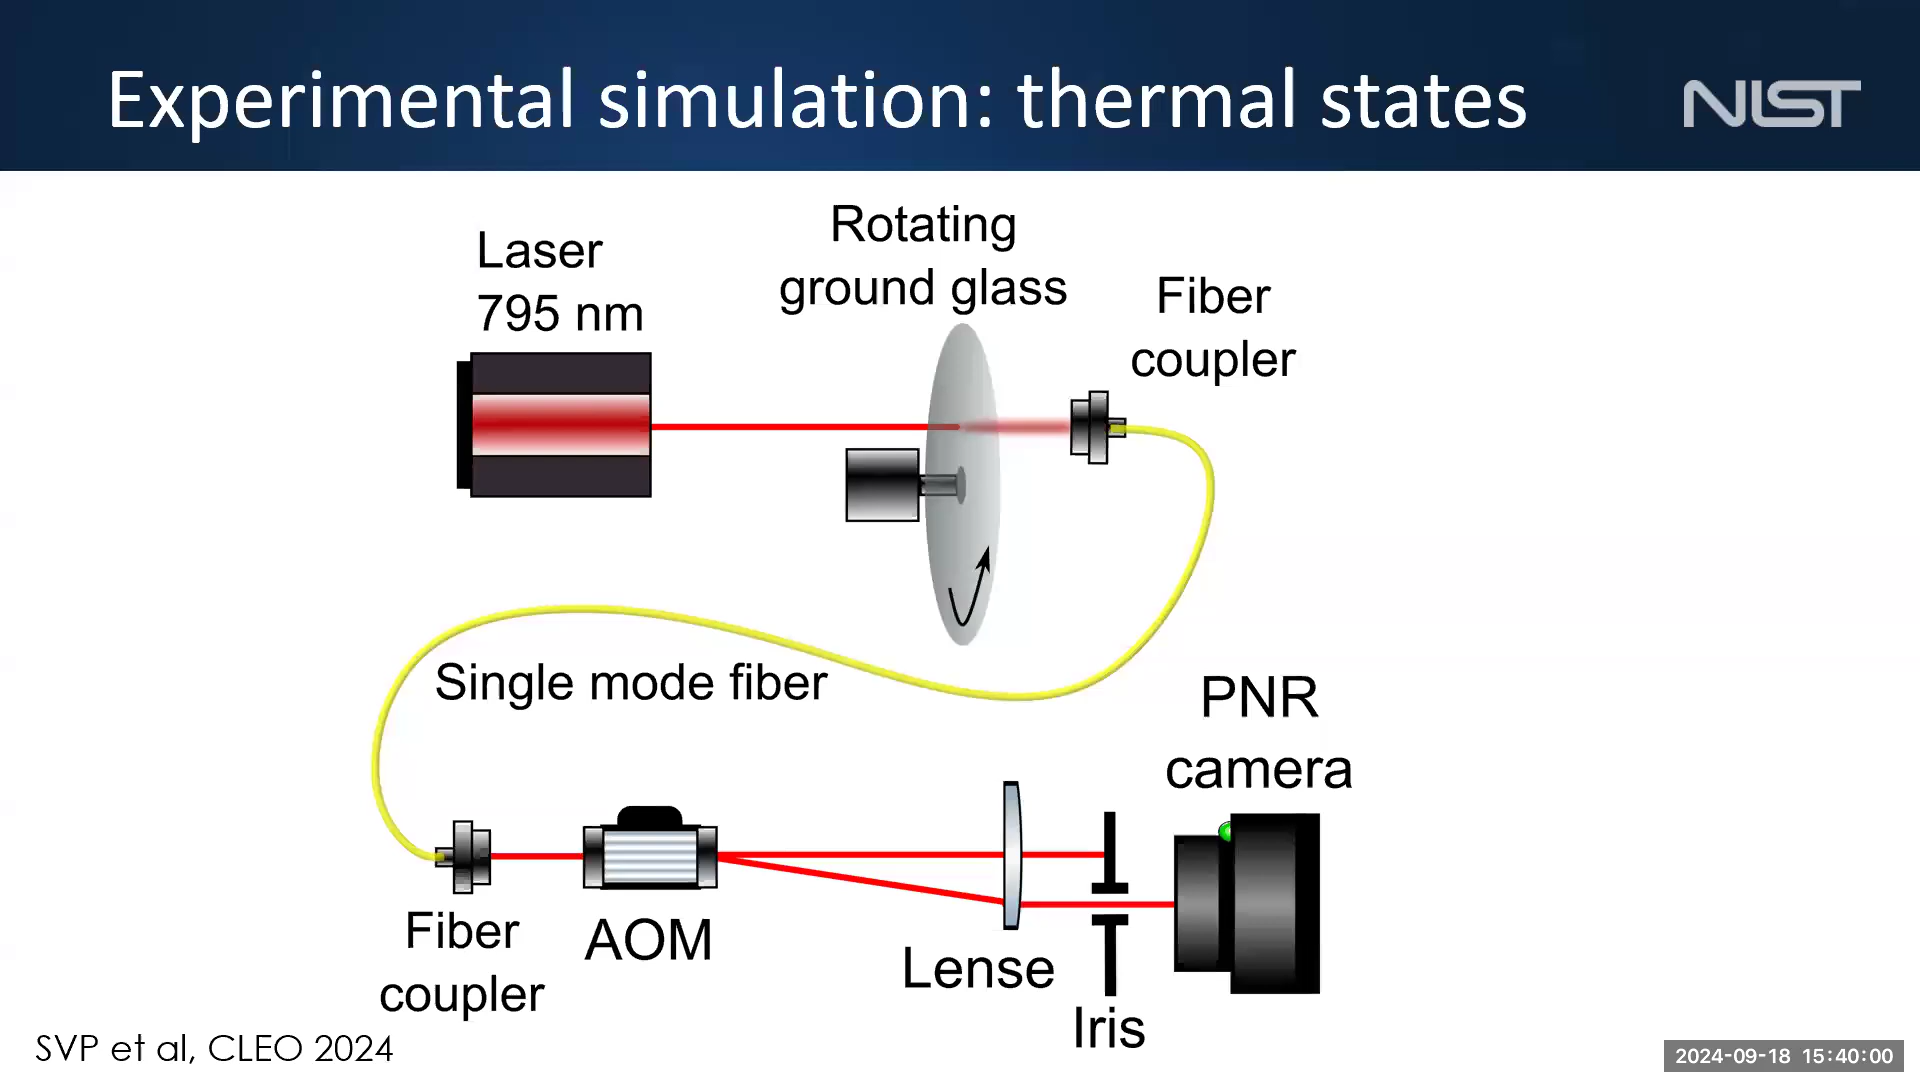 Experimental simulation: thermal states
NIST
Laser
795 nm
Rotating
ground glass
Fiber
coupler
Single mode fiber
PNR
camera
Fiber
coupler
AOM
Lense
Iris
SVP et al, CLEO 2024
2024-09-18 15:40:00